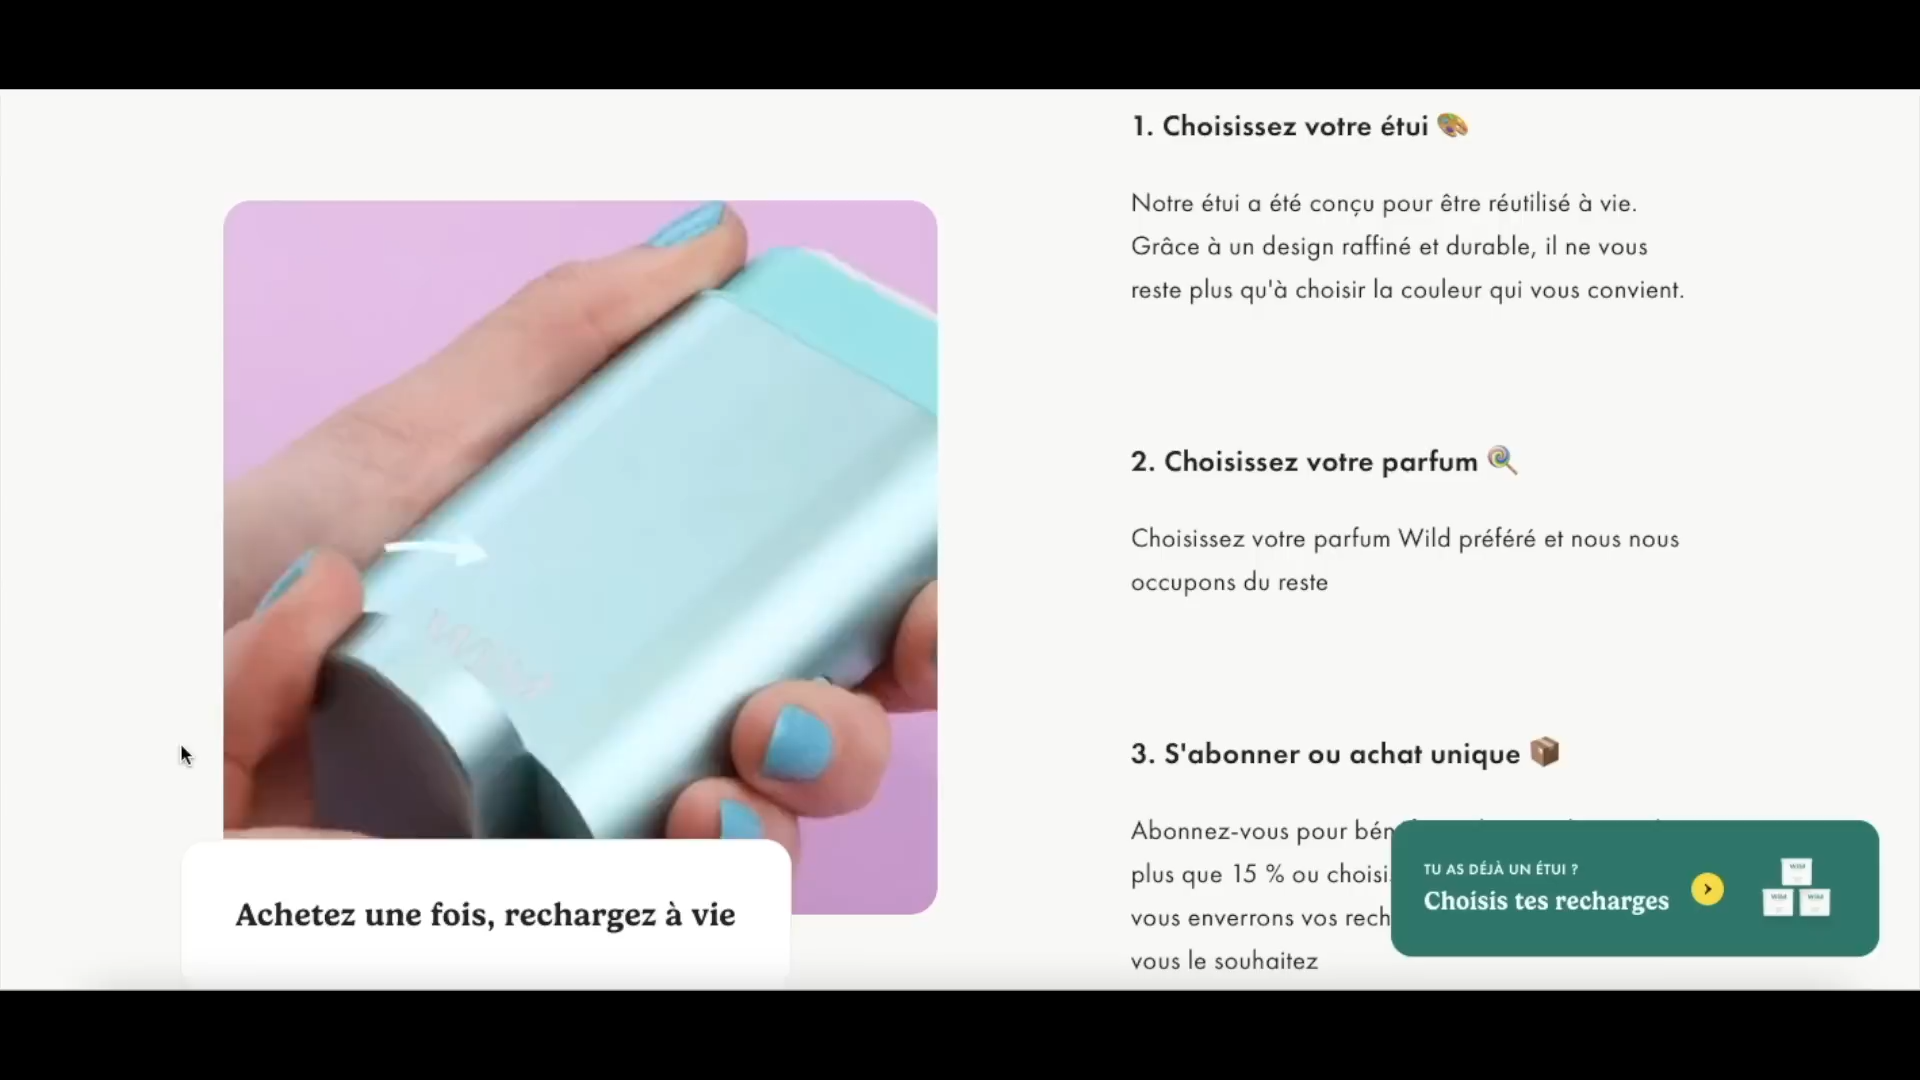 1. Choisissez votre étui
Notre étui a été conçu pour être réutilisé à vie.
Grâce à un design raffiné et durable, il ne vous
reste plus qu'à choisir la couleur qui vous convient.
2. Choisissez votre parfum
Choisissez votre parfum Wild préféré et nous nous
occupons du reste
3. S'abonner ou achat unique
Abonnez-vous pour
plus que 15 % ou
vous enverrons vos
vous le souhaitez
Achetez une fois, rechargez à vie
TU AS DÉJÀ UN ÉTUI ?
Choisis tes recharges